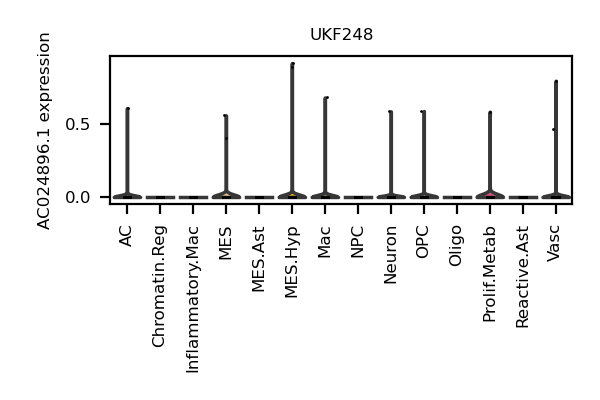 UKF248
AC024896.1 expression
0.5
0.0
AC
Chromatin.Reg
Inflammatory.Mac
MES
MES.Ast
MES.Hyp
Mac
NPC
Neuron
OPC
Oligo
Prolif.Metab
Reactive.Ast
Vasc